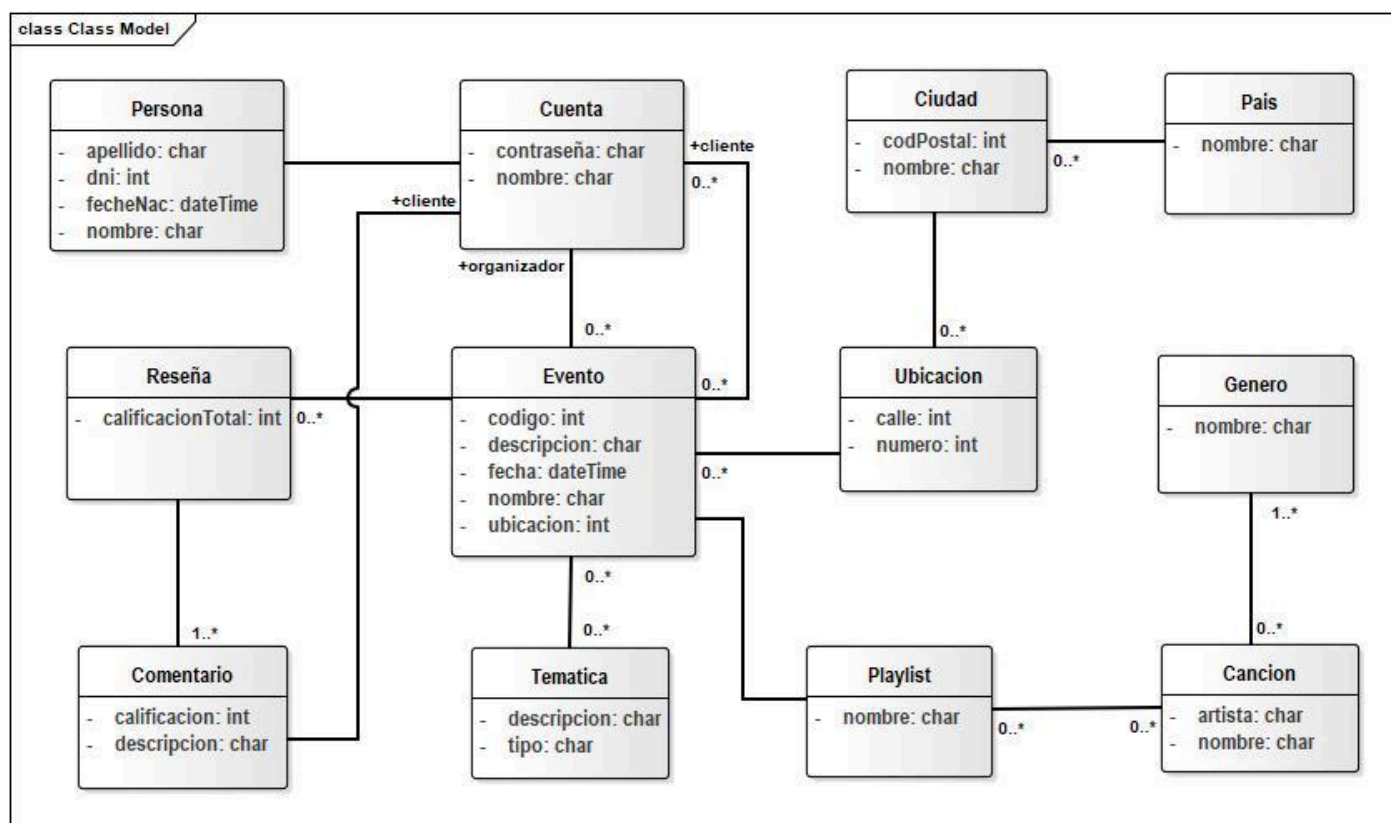 class Class Model
Persona
- apellido: char
- dni: int
- fecheNac: dateTime
- nombre: char
Cuenta
- contraseña: char
- nombre: char
+cliente
0..*
+cliente
+organizador
0..*
Ciudad
- codPostal: int
- nombre: char
0..*
Pais
- nombre: char
0..*
Reseña
- calificacionTotal: int
0..*
1..*
Evento
- codigo: int
- descripcion: char
- fecha: dateTime
- nombre: char
- ubicacion: int
0..*
0..*
0..*
0..*
Ubicacion
- calle: int
- numero: int
Genero
- nombre: char
1..*
0..*
Comentario
- calificacion: int
- descripcion: char
Tematica
- descripcion: char
- tipo: char
Playlist
- nombre: char
0..*
0..*
Cancion
- artista: char
- nombre: char